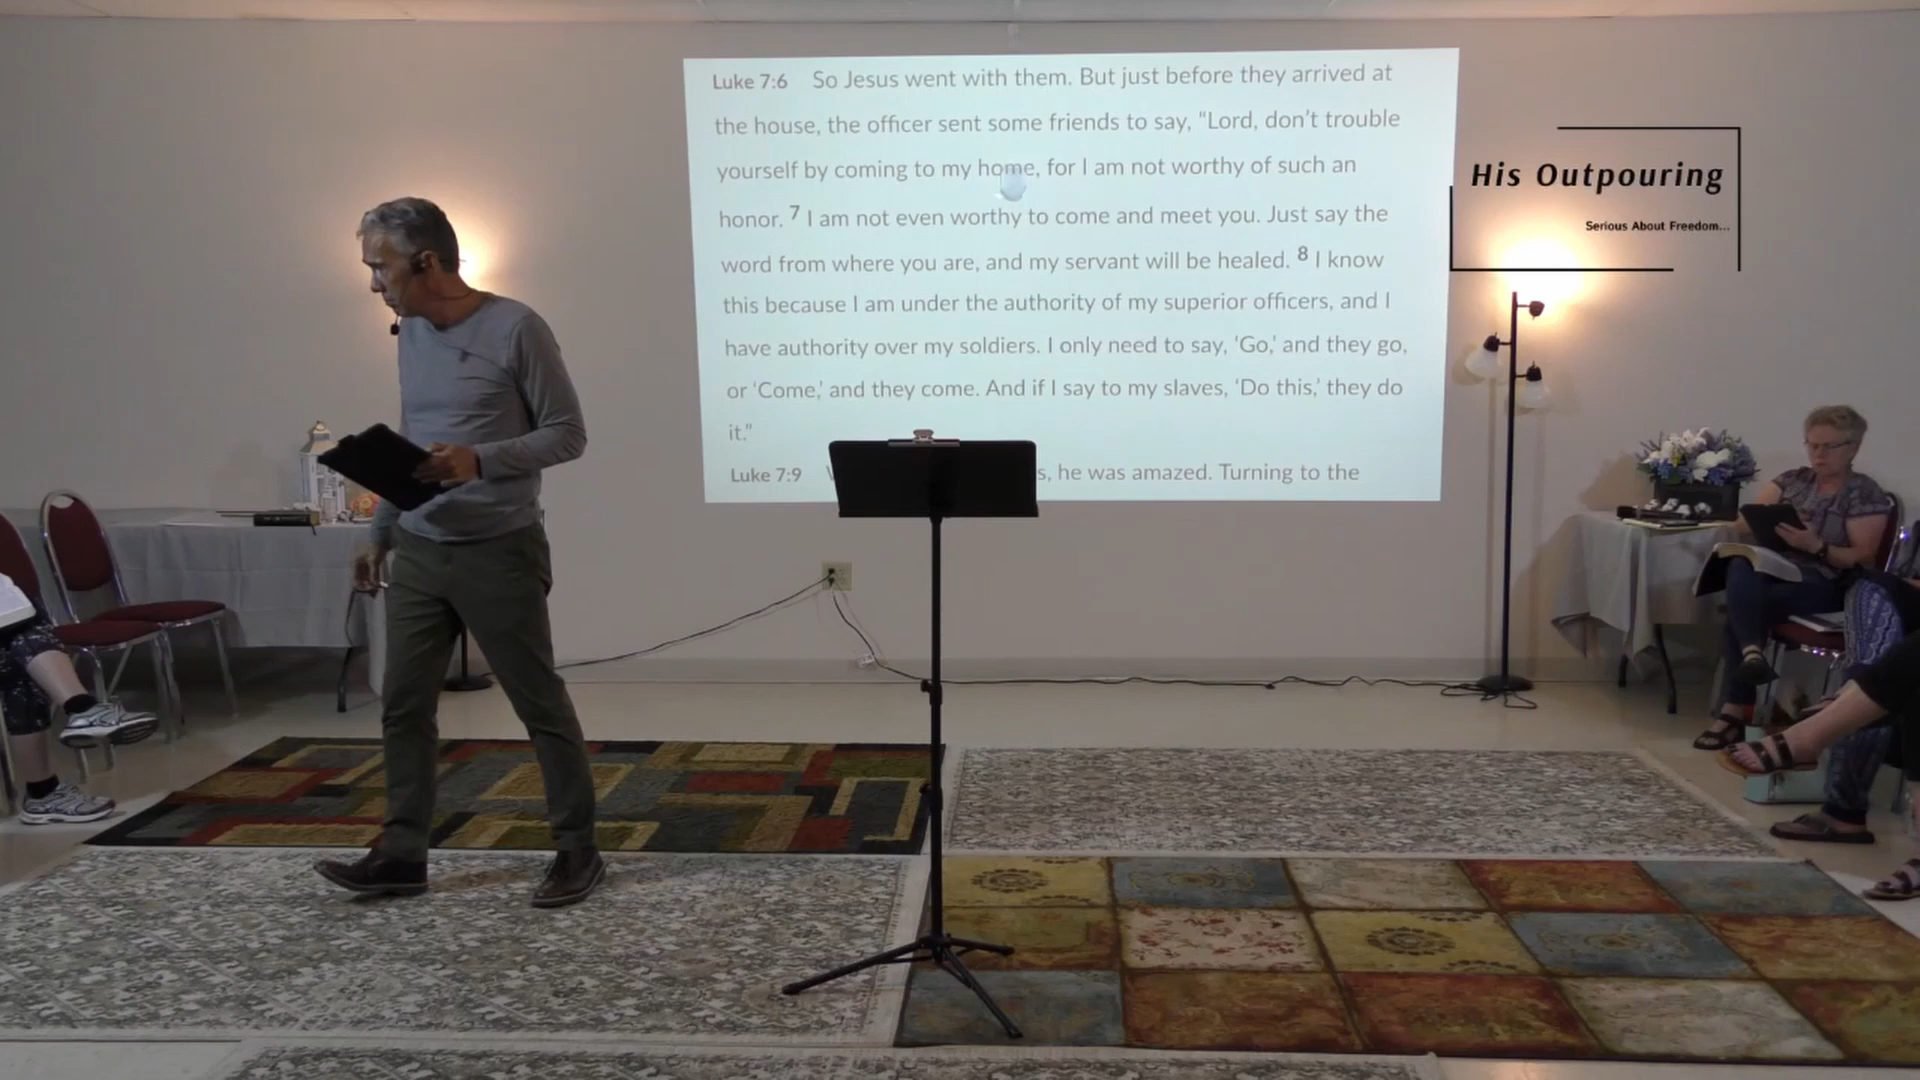 Luke 7:6 So Jesus went with them. But just before they arrived at
the house, the officer sent some friends to say, “Lord, don’t trouble
yourself by coming to my home, for I am not worthy of such an
honor. 7 I am not even worthy to come and meet you. Just say the
word from where you are, and my servant will be healed. 8 I know
this because I am under the authority of my superior officers, and I
have authority over my soldiers. I only need to say, ‘Go,’ and they go,
or ‘Come,’ and they come. And if I say to my slaves, ‘Do this,’ they do
it.”
Luke 7:9 he was amazed. Turning to the
His Outpouring
Serious About Freedom...